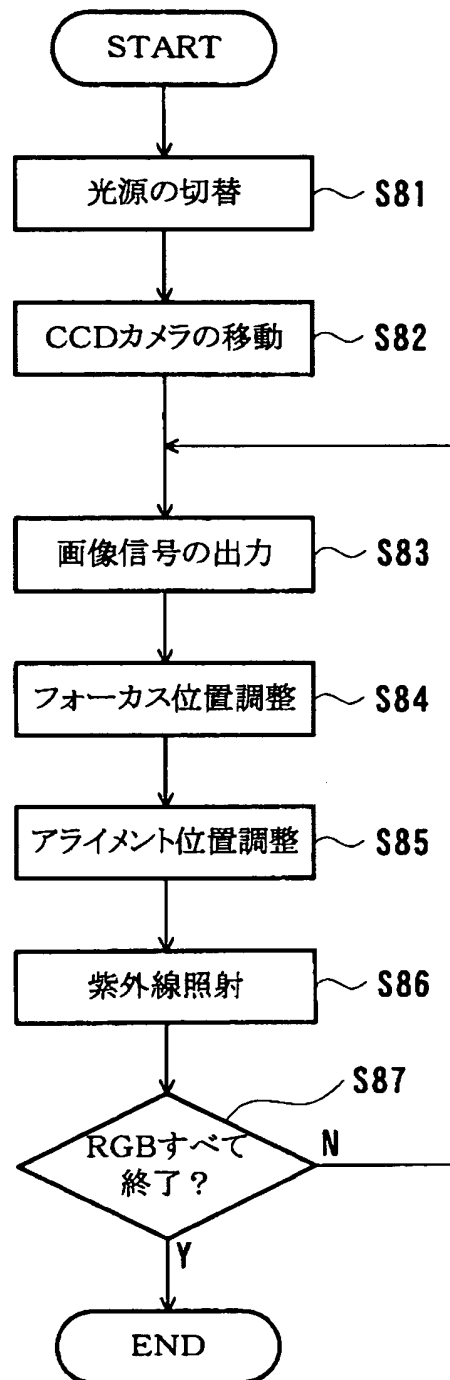 START
光源の切替
S81
CCDカメラの移動
S82
画像信号の出力
S83
フォーカス位置調整
S84
アライメント位置調整
S85
紫外線照射
S86
S87
RGBすべて
終了？
N
Y
END